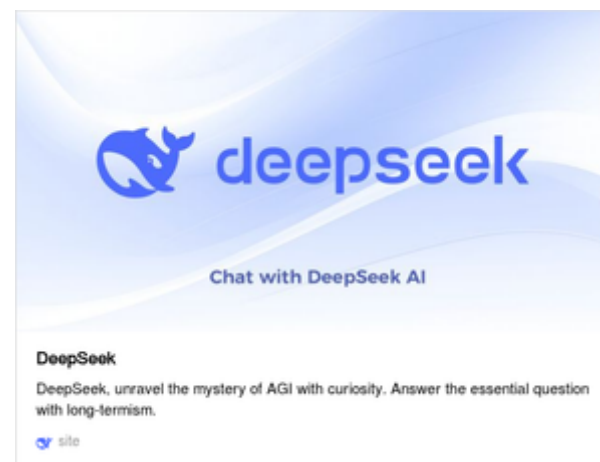 deepseek
Chat with DeepSeek AI
DeepSeek
DeepSeek, unravel the mystery of AGI with curiosity. Answer the essential question
with long-termism.
site